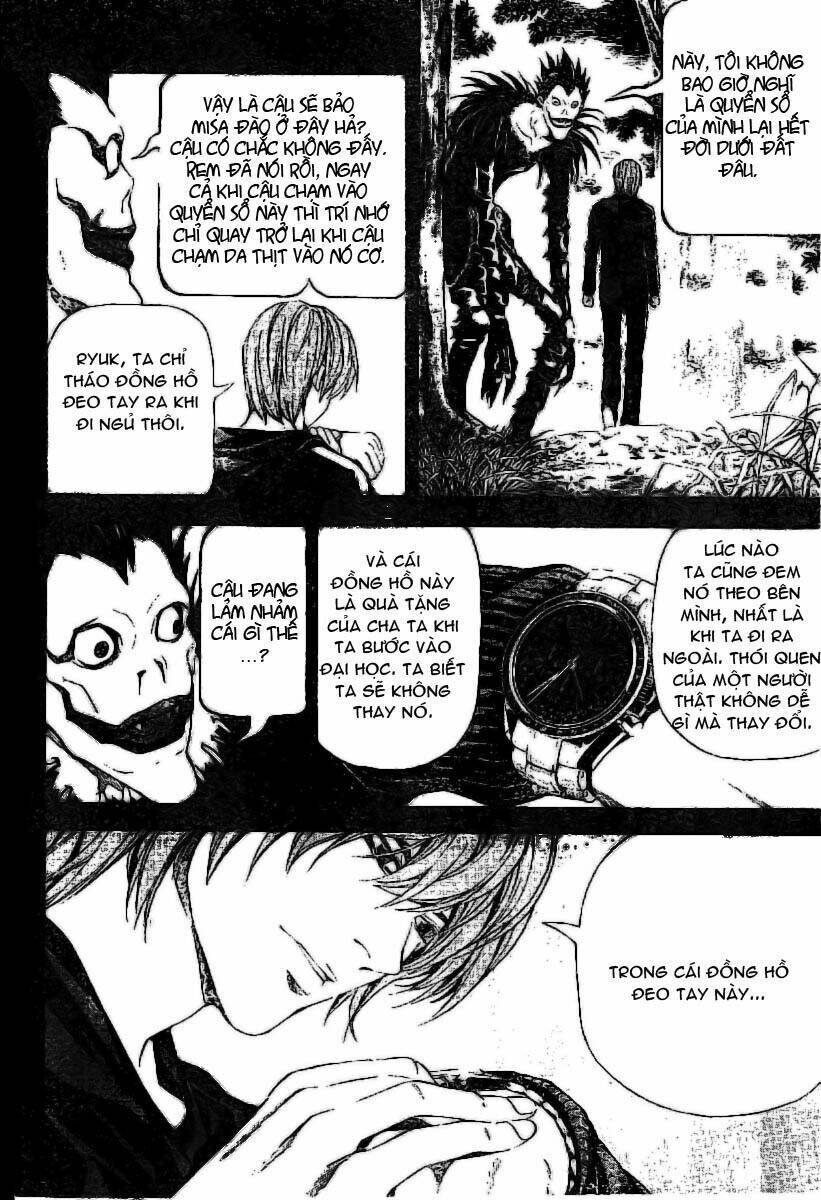 NÀY, TÔI KHÔNG
BAO GIỜ NGHĨ
LÀ QUYỂN SỔ
CỦA MÌNH LẠI HẾT
ĐỜI DƯỚI ĐẤT
ĐÂU.
VẬY LÀ CẬU SẼ BẢO
MISA ĐÀO Ở ĐÂY HẢ?
CẬU CÓ CHẮC KHÔNG ĐẤY.
REM ĐÃ NÓI RỒI, NGAY
CẢ KHI CẬU CHẠM VÀO
QUYỂN SỔ NÀY THÌ TRÍ NHỚ
CHỈ QUAY TRỞ LẠI KHI CẬU
CHẠM DA THỊT VÀO NÓ CƠ.
RYUK, TA CHỈ
THÁO ĐỒNG HỒ
ĐEO TAY RA KHI
ĐI NGỦ THÔI.
LÚC NÀO
TA CŨNG ĐEM
NÓ THEO BÊN
MÌNH, NHẤT LÀ
KHI TA ĐI RA
NGOÀI. THÓI QUEN
CỦA MỘT NGƯỜI
THẬT KHÔNG DỄ
GÌ MÀ THAY ĐỔI.
VÀ CÁI
ĐỒNG HỒ NÀY
LÀ QUÀ TẶNG
CỦA CHA TA KHI
TA BƯỚC VÀO
ĐẠI HỌC. TA BIẾT
TA SẼ KHÔNG
THAY NÓ.
CẬU ĐANG
LẢM NHẢM
CÁI GÌ THẾ
...?
TRONG CÁI ĐỒNG HỒ
ĐEO TAY NÀY...